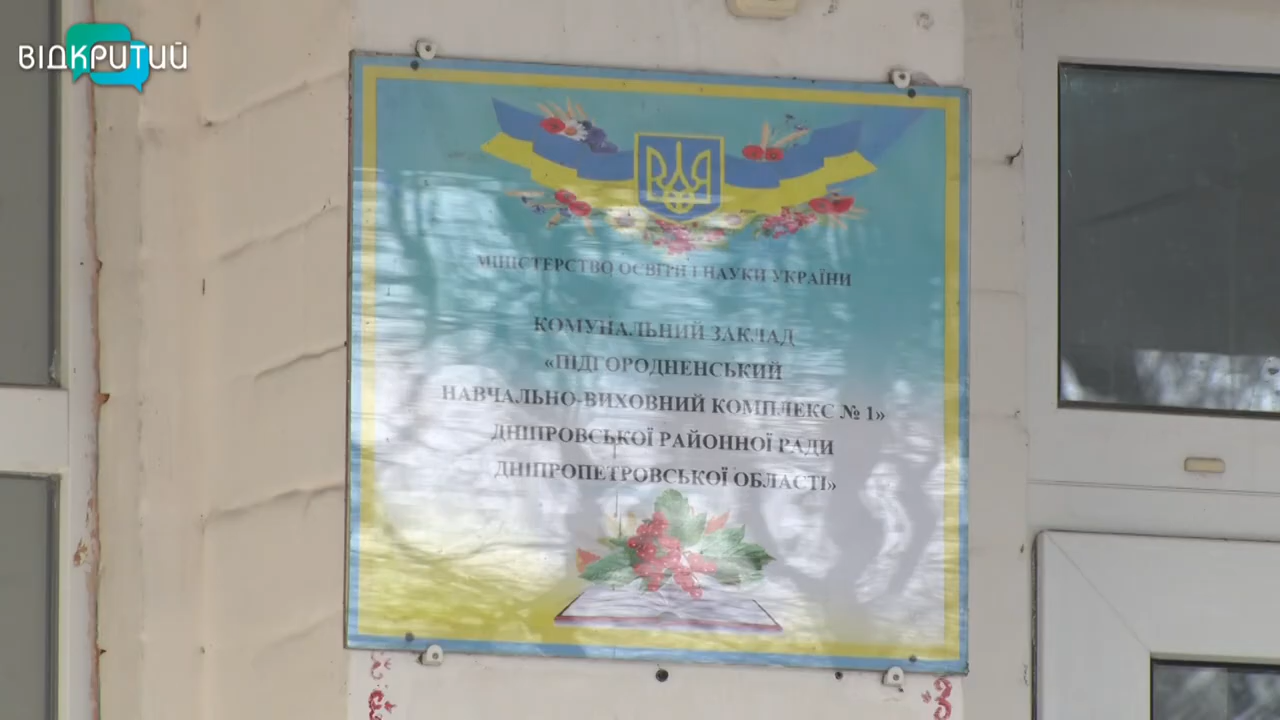 ВІДКРИТИЙ
МІНІСТЕРСТВО ОСВІТИ І НАУКИ УКРАЇНИ
КОМУНАЛЬНИЙ ЗАКЛАД
«ПІДГОРОДНЕНСЬКИЙ
НАВЧАЛЬНО-ВИХОВНИЙ КОМПЛЕКС № 1»
ДНІПРОВСЬКОЇ РАЙОННОЇ РАДИ
ДНІПРОПЕТРОВСЬКОЇ ОБЛАСТІ»